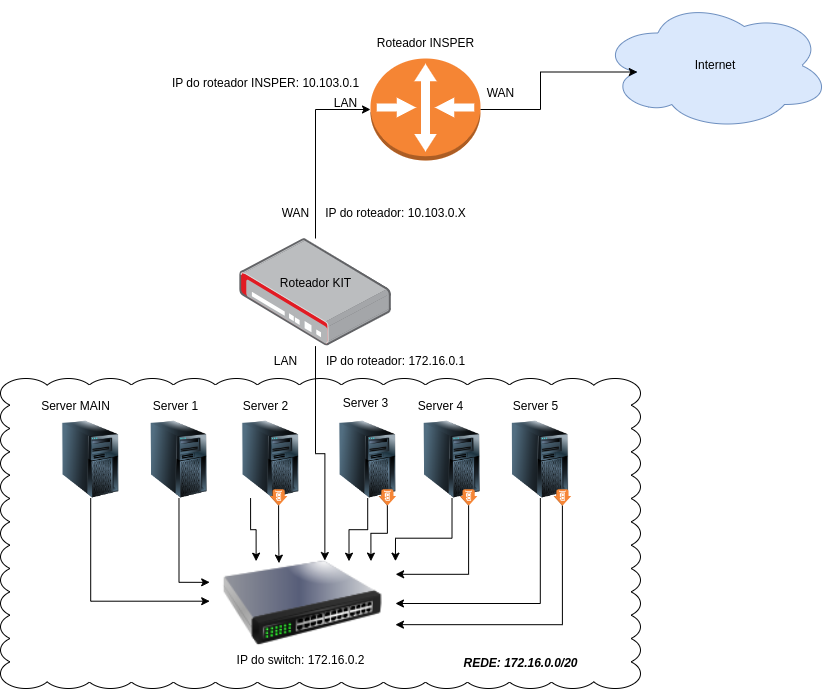 Roteador INSPER
Internet
IP do roteador INSPER: 10.103.0.1
WAN
LAN
WAN
IP do roteador: 10.103.0.X
Roteador KIT
LAN
IP do roteador: 172.16.0.1
Server MAIN
Server 1
Server 2
Server 3
Server 4
Server 5
IP do switch: 172.16.0.2
REDE: 172.16.0.0/20